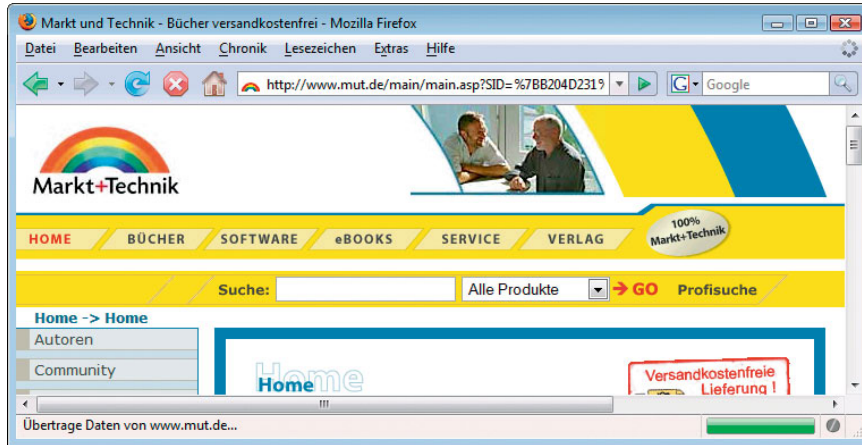 Markt und Technik - Bücher versandkostenfrei - Mozilla Firefox
Datei Bearbeiten Ansicht Chronik Lesezeichen Extras Hilfe
http://www.mut.de/main/main.asp?SID=%7BB204D2319 G Google
Markt+Technik
100%
Markt+Technik
HOME BÜCHER SOFTWARE eBOOKS SERVICE VERLAG
Suche: Alle Produkte GO Profisuche
Home -> Home
Autoren
Community
Home
Home
Versandkostenfreie
Lieferung !
Übertrage Daten von www.mut.de...